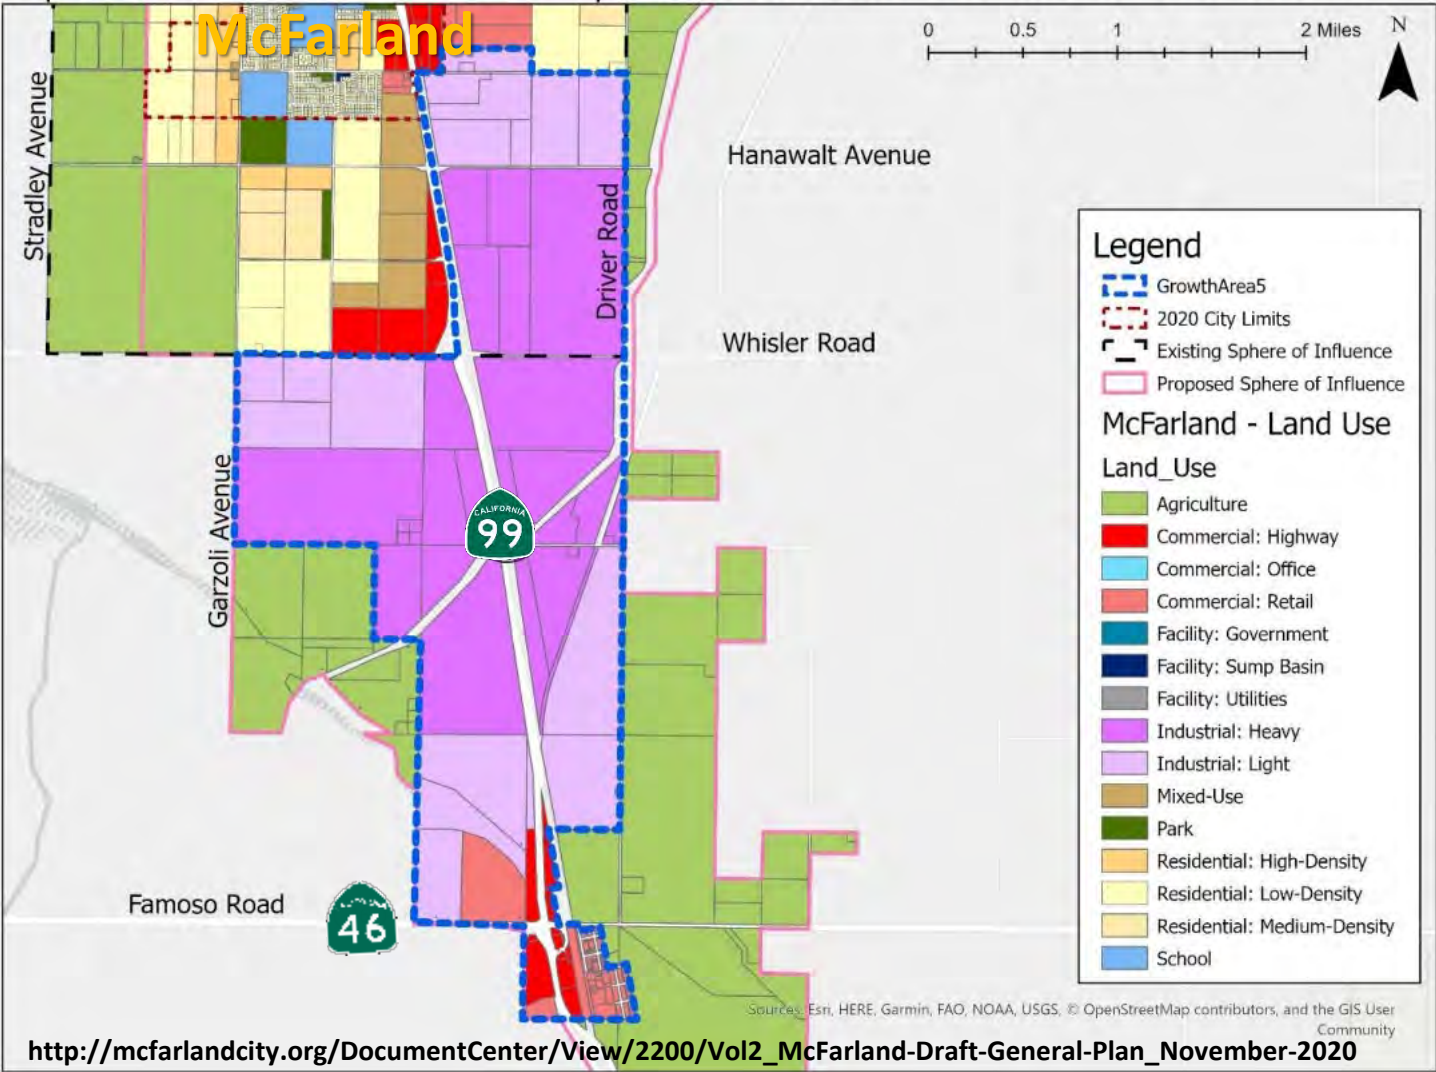 McFarland
0 0.5 1 2 Miles
N
Stradley Avenue
Hanawalt Avenue
Driver Road
Whisler Road
Garzoli Avenue
CALIFORNIA
99
Famoso Road
46
Legend
GrowthArea5
2020 City Limits
Existing Sphere of Influence
Proposed Sphere of Influence
McFarland - Land Use
Land_Use
Agriculture
Commercial: Highway
Commercial: Office
Commercial: Retail
Facility: Government
Facility: Sump Basin
Facility: Utilities
Industrial: Heavy
Industrial: Light
Mixed-Use
Park
Residential: High-Density
Residential: Low-Density
Residential: Medium-Density
School
Sources: Esri, HERE, Garmin, FAO, NOAA, USGS, © OpenStreetMap contributors, and the GIS User
Community
http://mcfarlandcity.org/DocumentCenter/View/2200/Vol2_McFarland-Draft-General-Plan_November-2020